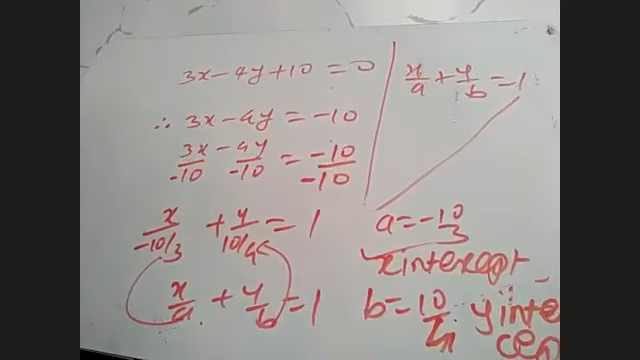 3x-4y+10=0
x/a+y/b=1
∴ 3x-4y=-10
3x/-10 -4y/-10 = -10/-10
x/-10/3 +y/10/4=1
a=-10/3
x intercept
x/a+y/b=1
b=10/4 y inte
cep